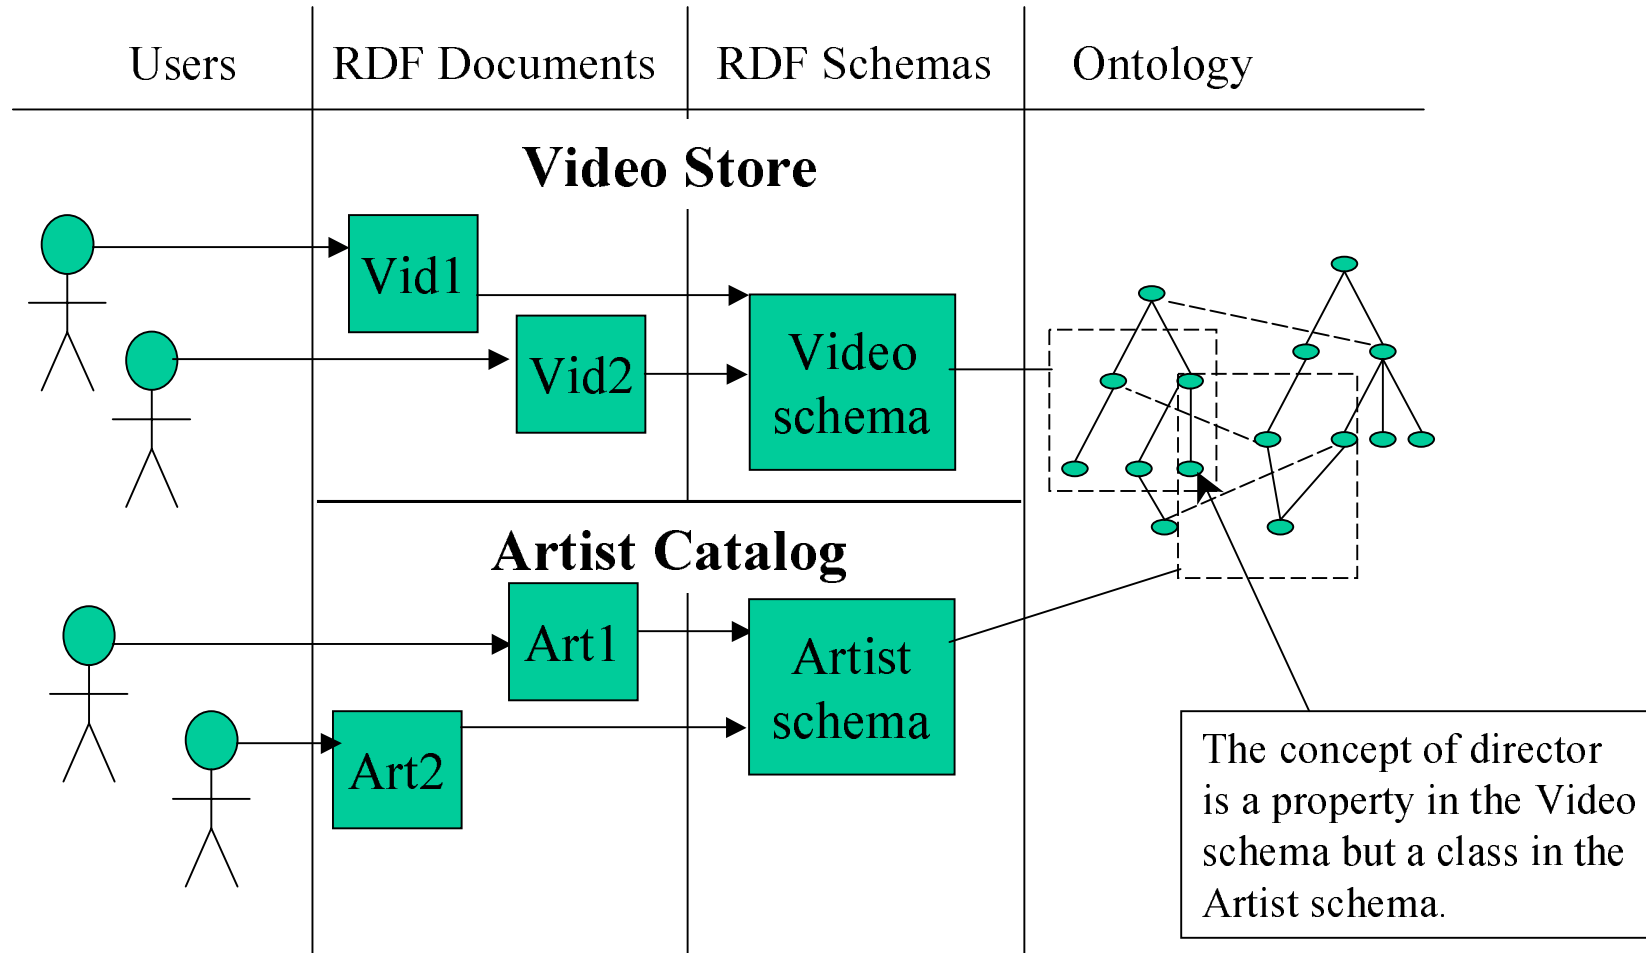 Users
RDF Documents
RDF Schemas
Ontology
Video Store
Vid1
Vid2
Video
schema
Artist Catalog
Art1
Art2
Artist
schema
The concept of director
is a property in the Video
schema but a class in the
Artist schema.